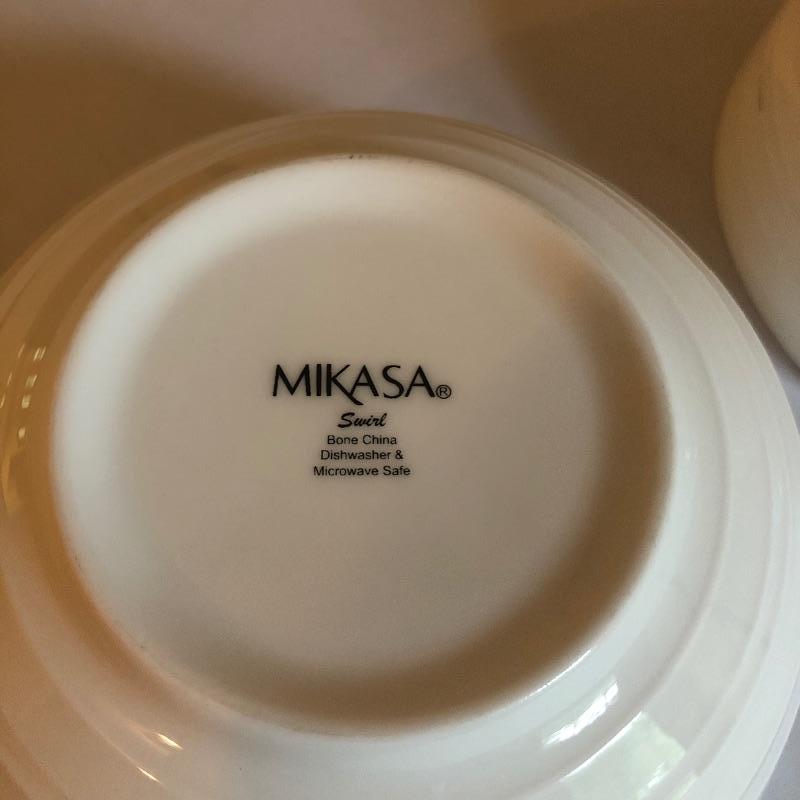 MIKASA®
Swirl
Bone China
Dishwasher &
Microwave Safe